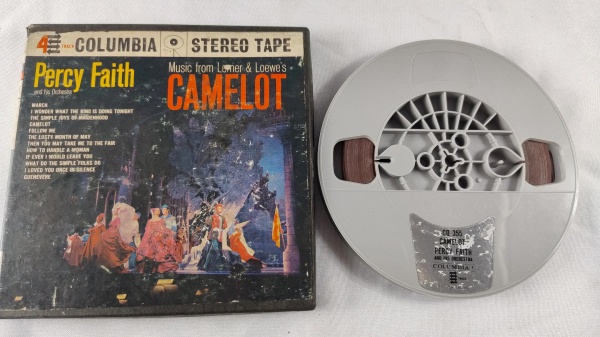 4 TRACK COLUMBIA STEREO TAPE
Percy Faith
and his Orchestra
Music from Lerner & Loewe's
CAMELOT
MARCH
I WONDER WHAT THE KING IS DOING TONIGHT
THE SIMPLE JOYS OF MAIDENHOOD
CAMELOT
FOLLOW ME
THE LUSTY MONTH OF MAY
THEN YOU MAY TAKE ME TO THE FAIR
HOW TO HANDLE A WOMAN
IF EVER I WOULD LEAVE YOU
WHAT DO THE SIMPLE FOLKS DO
I LOVED YOU ONCE IN SILENCE
GUENEVERE
CQ 355
CAMELOT
PERCY FAITH
AND HIS ORCHESTRA
COLUMBIA